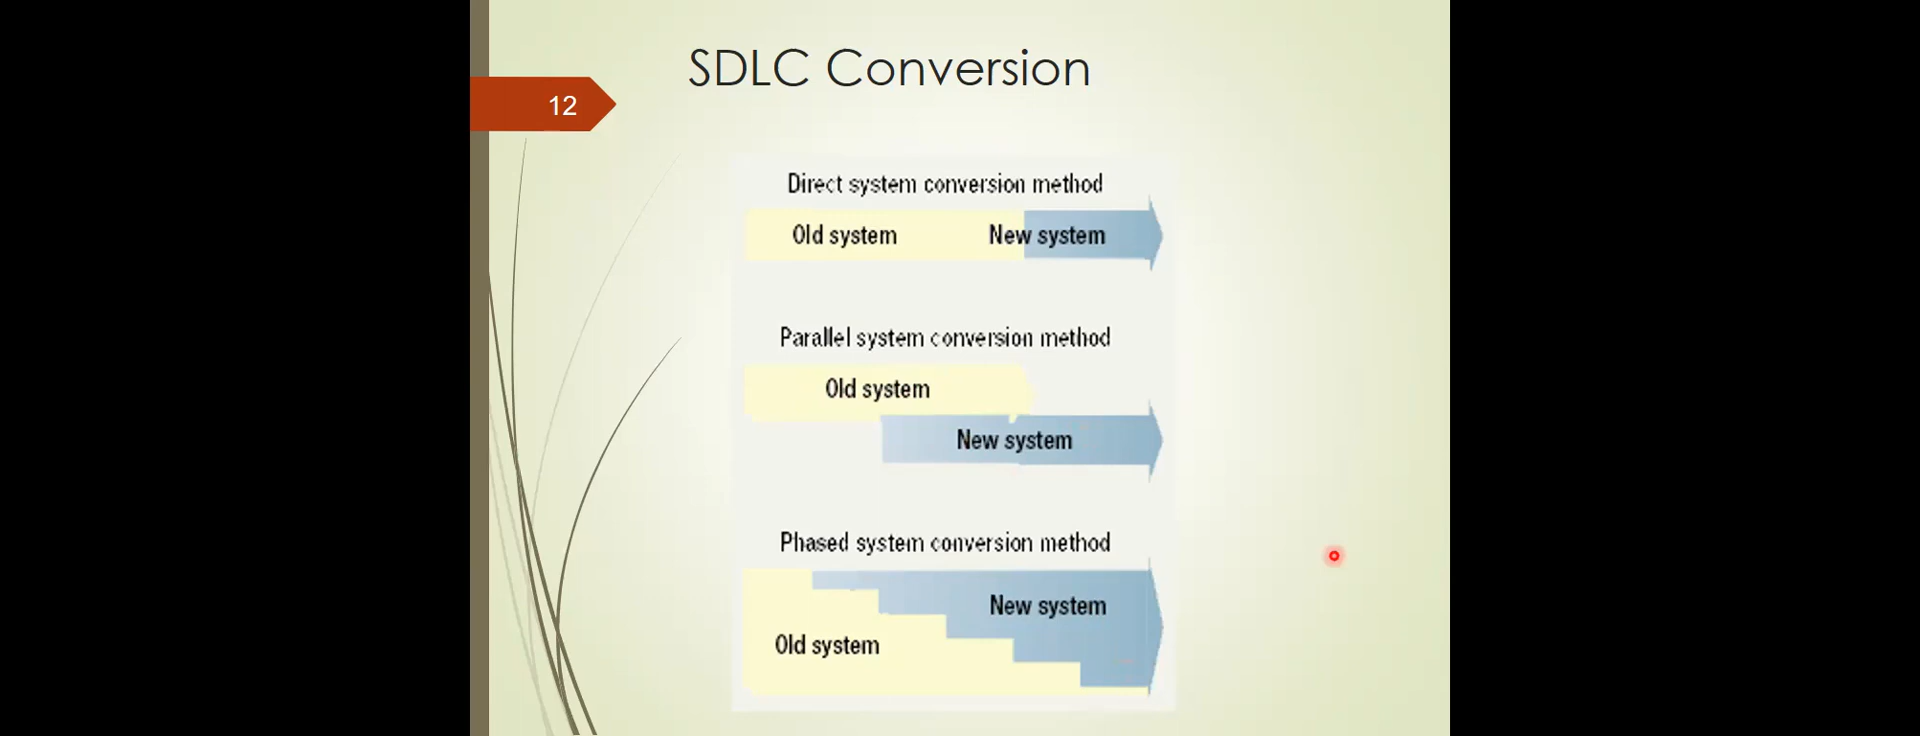 SDLC Conversion
12
Direct system conversion method
Old system
New system
Parallel system conversion method
Old system
New system
Phased system conversion method
New system
Old system